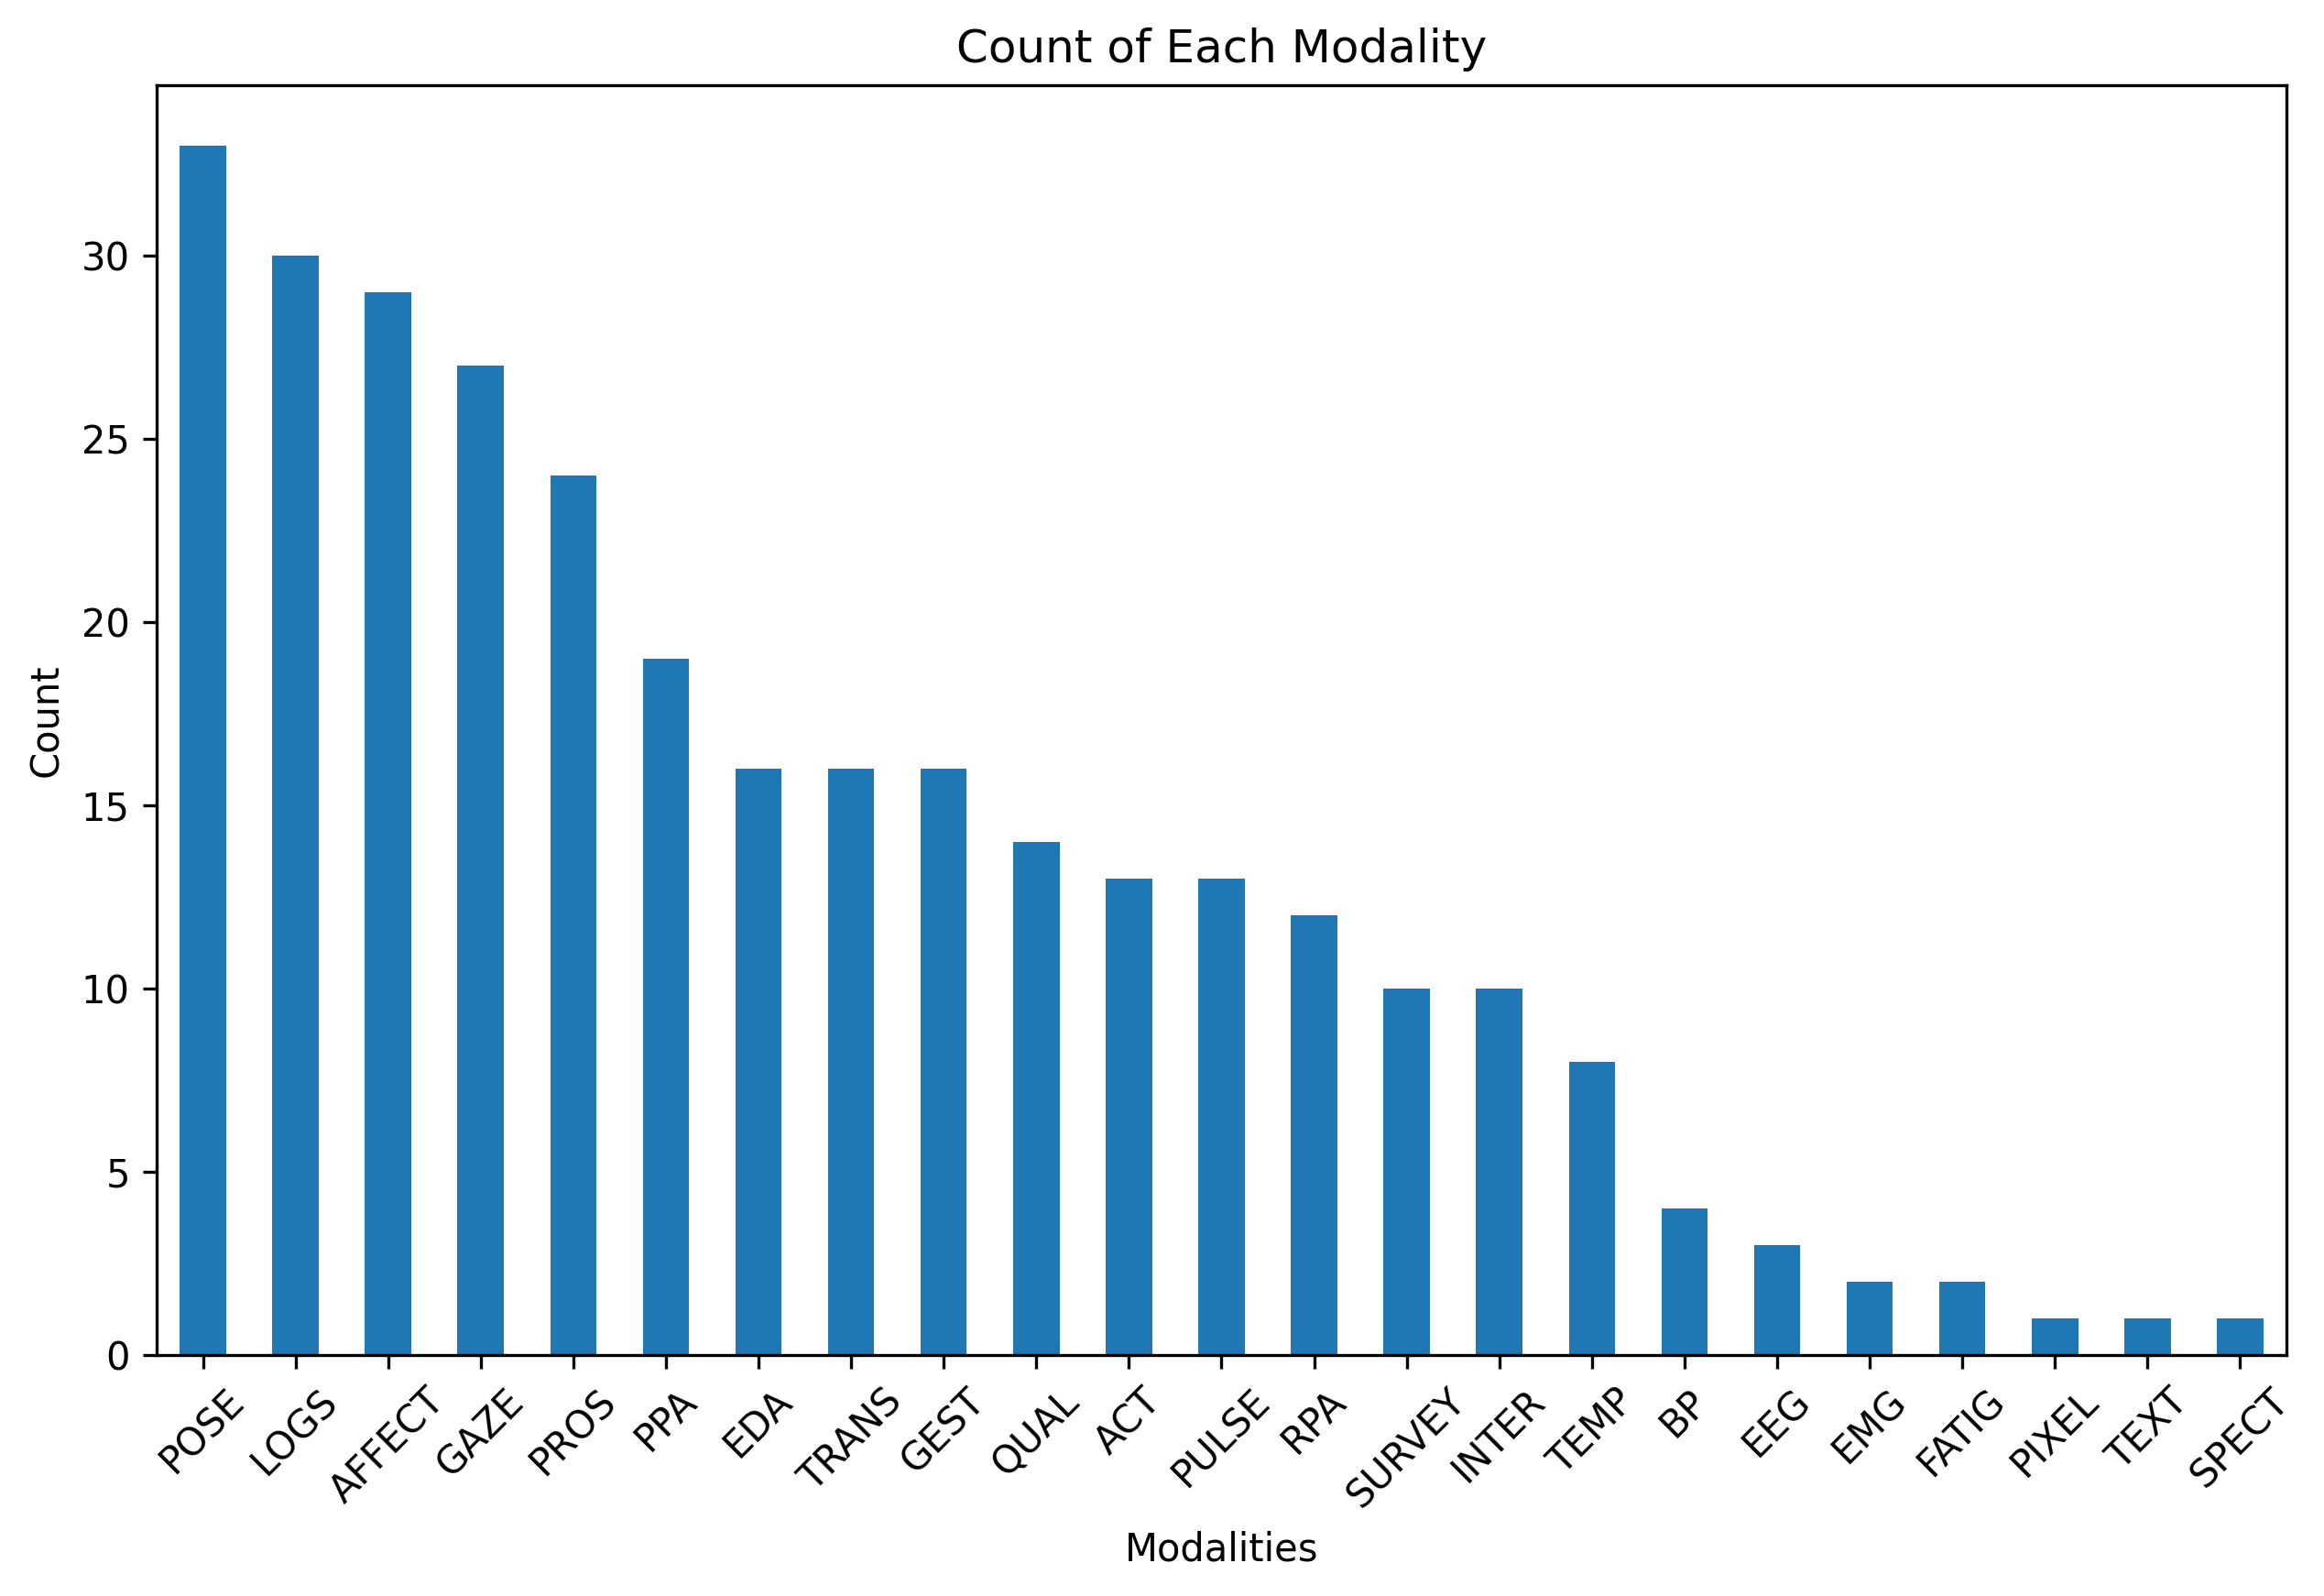 Count of Each Modality
Count
30
25
20
15
10
5
0
POSE
LOGS
AFFECT
GAZE
PROS
PPA
EDA
TRANS
GEST
QUAL
ACT
PULSE
RPA
SURVEY
INTER
TEMP
BP
EEG
EMG
FATIG
PIXEL
TEXT
SPECT
Modalities